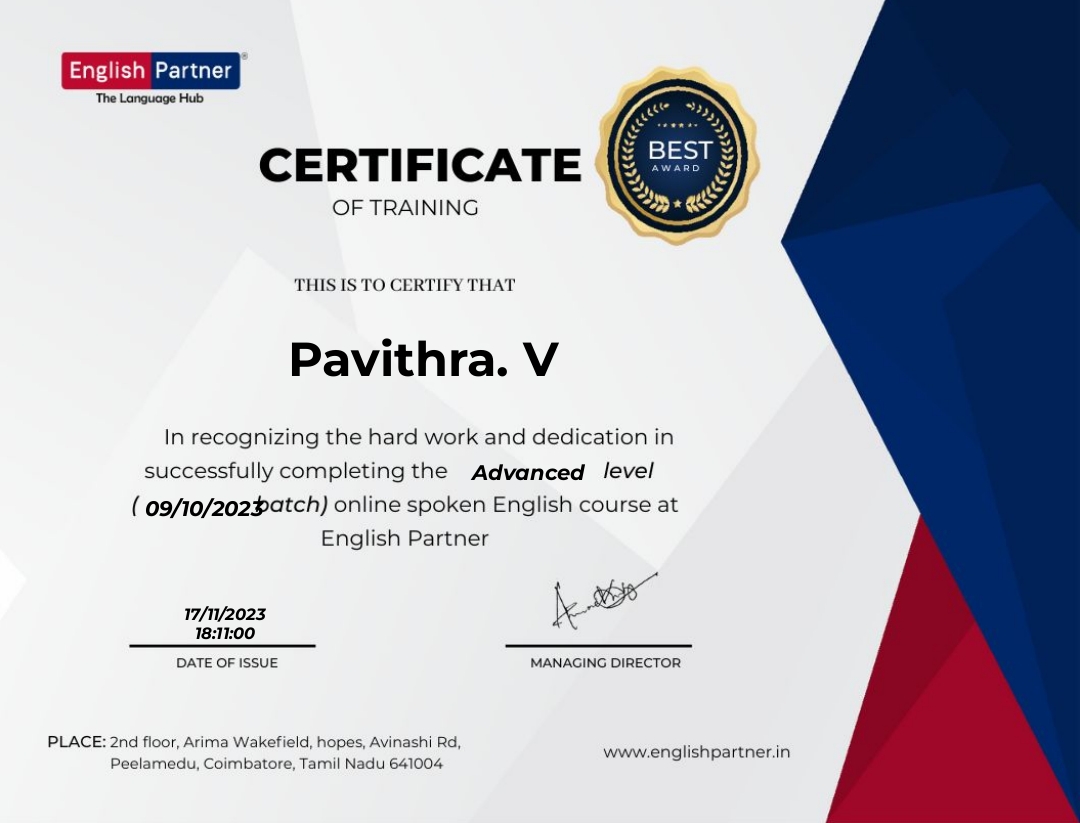 English Partner®
The Language Hub
CERTIFICATE
OF TRAINING
BEST
AWARD
THIS IS TO CERTIFY THAT
Pavithra. V
In recognizing the hard work and dedication in
successfully completing the Advanced level
( 09/10/2023 batch) online spoken English course at
English Partner
17/11/2023
18:11:00
DATE OF ISSUE
MANAGING DIRECTOR
PLACE: 2nd floor, Arima Wakefield, hopes, Avinashi Rd,
Peelamedu, Coimbatore, Tamil Nadu 641004
www.englishpartner.in